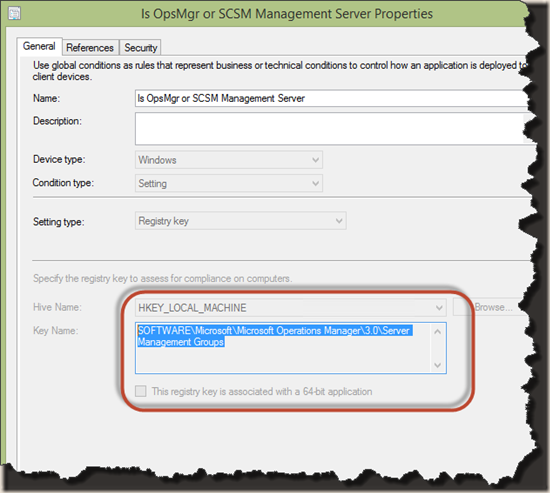 Is OpsMgr or SCSM Management Server Properties
General References Security
Use global conditions as rules that represent business or technical conditions to control how an application is deployed to
client devices.
Name: Is OpsMgr or SCSM Management Server
Description:
Device type: Windows
Condition type: Setting
Setting type: Registry key
Specify the registry key to assess for compliance on computers.
Hive Name: HKEY_LOCAL_MACHINE Browse...
Key Name: SOFTWARE\Microsoft\Microsoft Operations Manager\3.0\Server
Management Groups
This registry key is associated with a 64-bit application